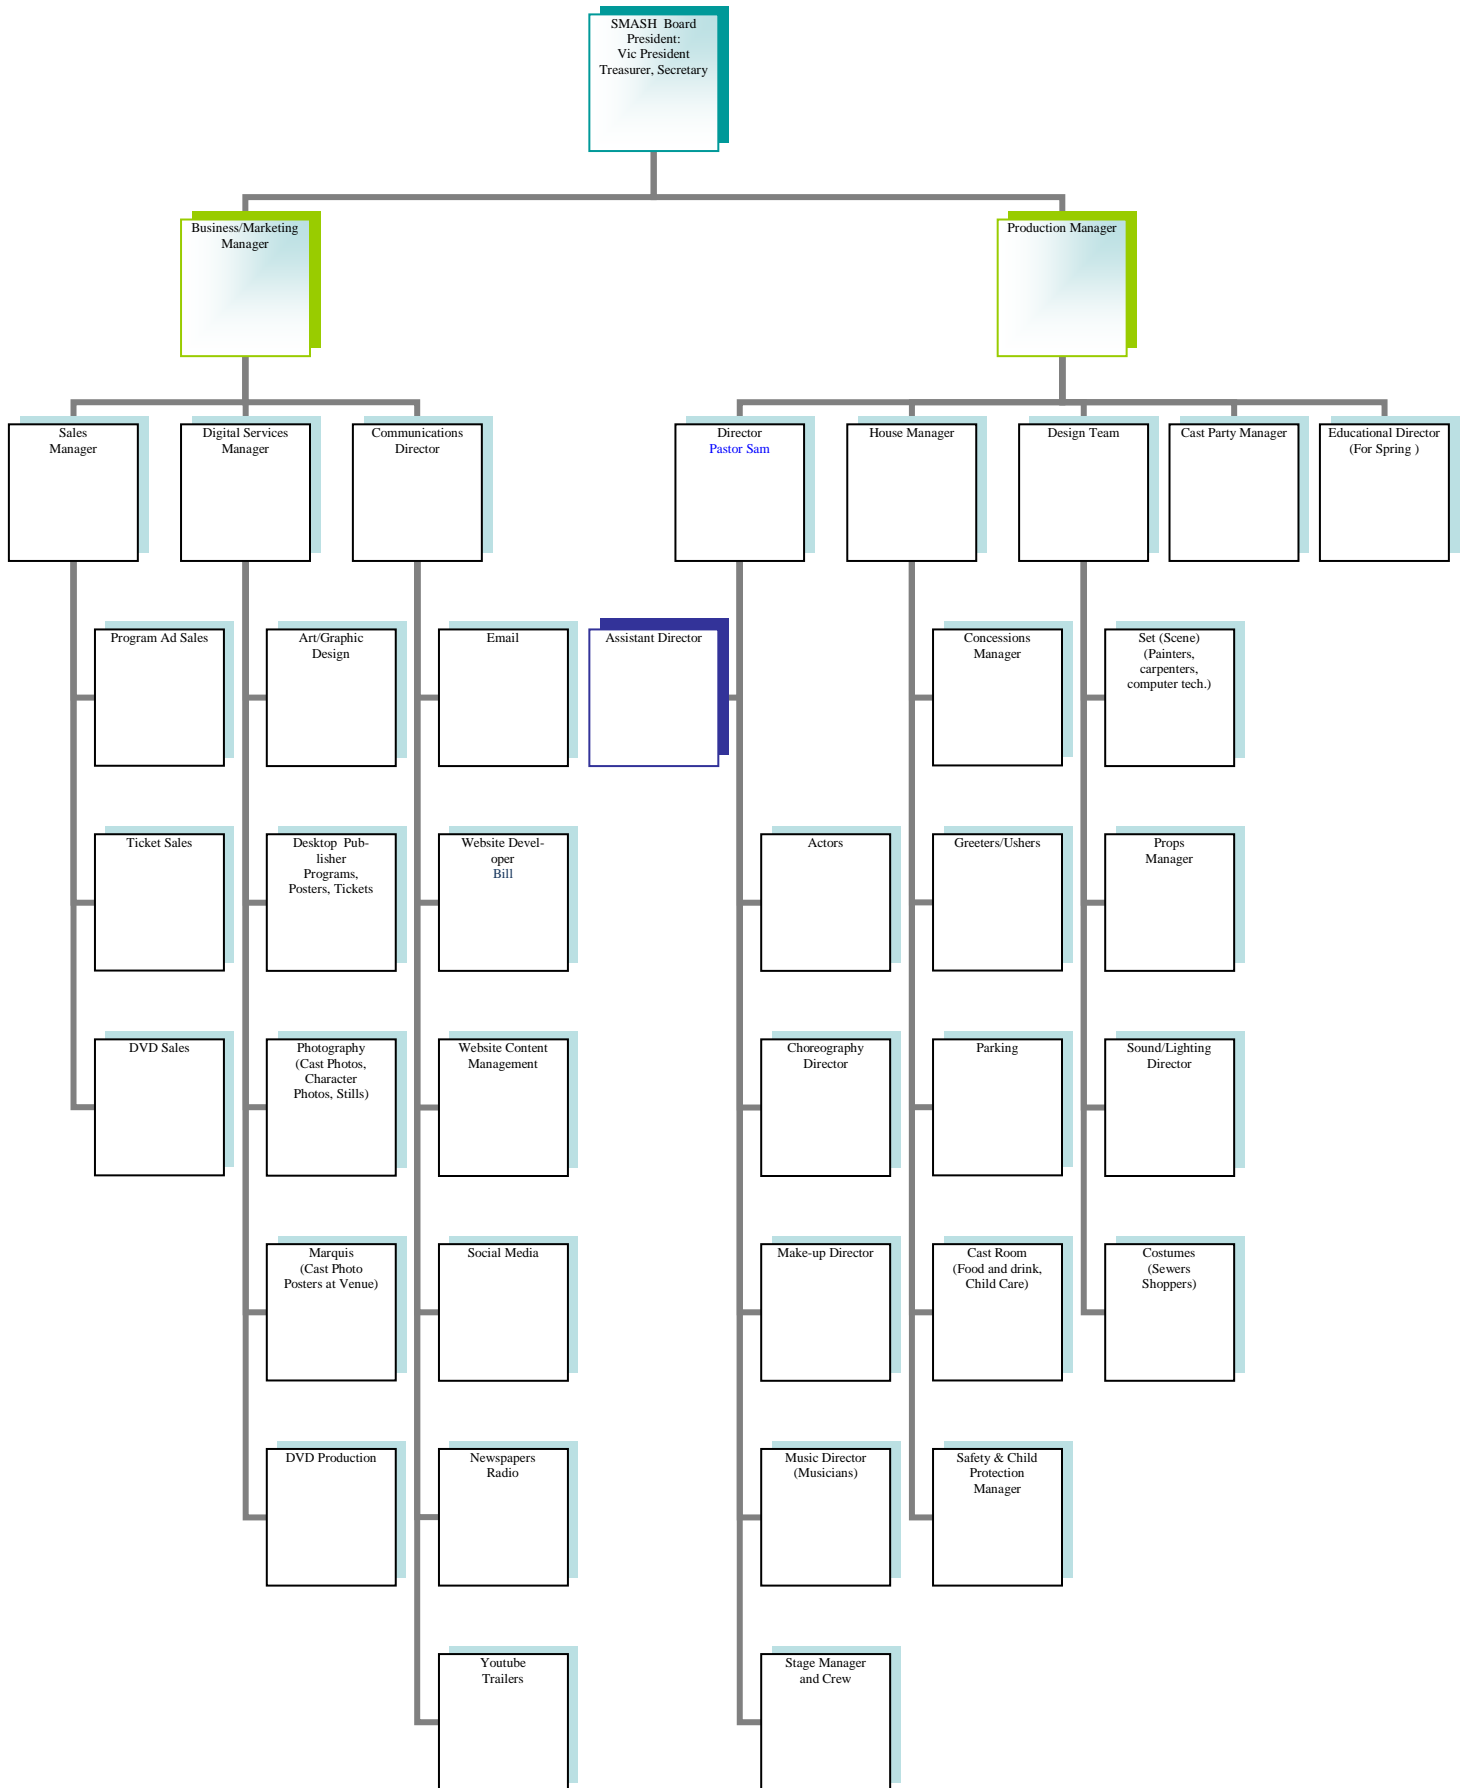 SMASH  Board
President:
Vic President
Treasurer, Secretary
Business/Marketing
Manager
Production Manager
Sales
Manager
Digital Services
Manager
Communications
Director
Director
Pastor Sam
House Manager
Design Team
Cast Party Manager
Educational Director
(For Spring )
Program Ad Sales
Art/Graphic
Design
Email
Assistant Director
Concessions
Manager
Set (Scene)
(Painters,
carpenters,
computer tech.)
Ticket Sales
Desktop  Pub-
lisher
Programs,
Posters, Tickets
Website Devel-
oper
Bill
Actors
Greeters/Ushers
Props
Manager
DVD Sales
Photography
(Cast Photos,
Character
Photos, Stills)
Website Content
Management
Choreography
Director
Parking
Sound/Lighting
Director
Marquis
(Cast Photo
Posters at Venue)
Social Media
Make-up Director
Cast Room
(Food and drink,
Child Care)
Costumes
(Sewers
Shoppers)
DVD Production
Newspapers
Radio
Music Director
(Musicians)
Safety & Child
Protection
Manager
Youtube
Trailers
Stage Manager
and Crew